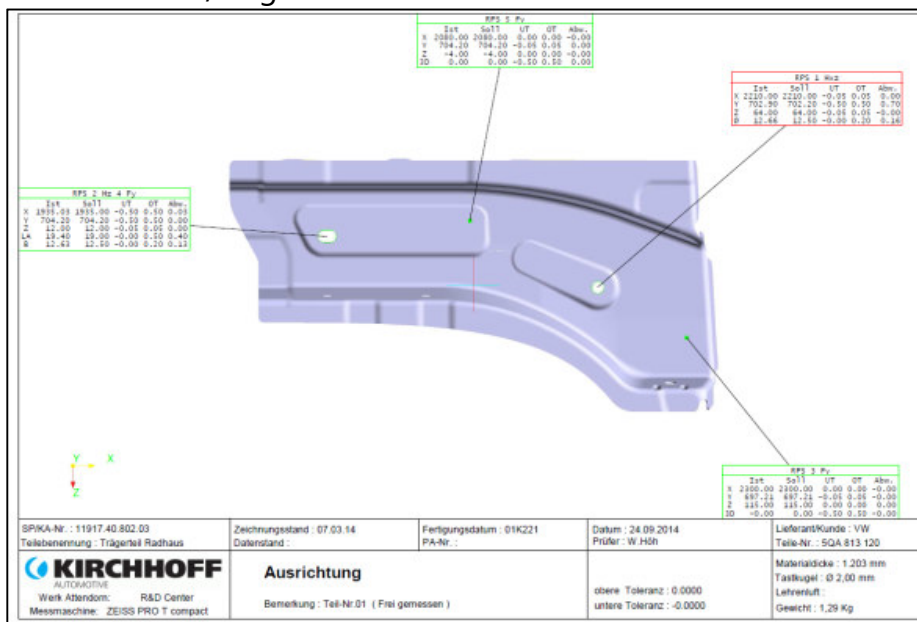 RPS 5 Fy
Ist Soll UT OT Abw.
X 2080.00 2080.00 0.00 0.00 -0.00
Y 704.20 704.20 -0.05 0.05 0.00
Z -4.00 -4.00 0.00 0.00 -0.00
3D 0.00 0.00 -0.50 0.50 0.00
RPS 1 Hxz
Ist Soll UT OT Abw.
X 2210.00 2210.00 -0.05 0.05 0.00
Y 702.90 702.20 -0.50 0.50 0.70
Z 64.00 64.00 -0.05 0.05 -0.00
D 12.66 12.50 -0.00 0.20 0.16
RPS 2 Hz 4 Fy
Ist Soll UT OT Abw.
X 1935.03 1935.00 -0.50 0.50 0.03
Y 704.20 704.20 -0.50 0.50 0.00
Z 12.00 12.00 -0.05 0.05 0.00
LA 19.40 19.00 -0.00 0.50 0.40
B 12.63 12.50 -0.00 0.20 0.13
RPS 3 Fy
Ist Soll UT OT Abw.
X 2300.00 2300.00 0.00 0.00 -0.00
Y 697.21 697.21 -0.05 0.05 -0.00
Z 115.00 115.00 0.00 0.00 -0.00
3D -0.00 0.00 -0.50 0.50 -0.00
Y X
Z
SP/KA-Nr. : 11917.40.802.03
Teilebenennung : Trägerteil Radhaus
Zeichnungsstand : 07.03.14
Datenstand :
Fertigungsdatum : 01K221
PA-Nr. :
Datum : 24.09.2014
Prüfer : W.Höh
Lieferant/Kunde : VW
Teile-Nr. : 5QA 813 120
KIRCHHOFF
AUTOMOTIVE
Werk Attendorn: R&D Center
Messmaschine: ZEISS PRO T compact
Ausrichtung
Bemerkung : Teil-Nr.01 ( Frei gemessen )
obere Toleranz : 0.0000
untere Toleranz : -0.0000
Materialdicke : 1.203 mm
Tastkugel : Ø 2,00 mm
Lehrenluft :
Gewicht : 1,29 Kg